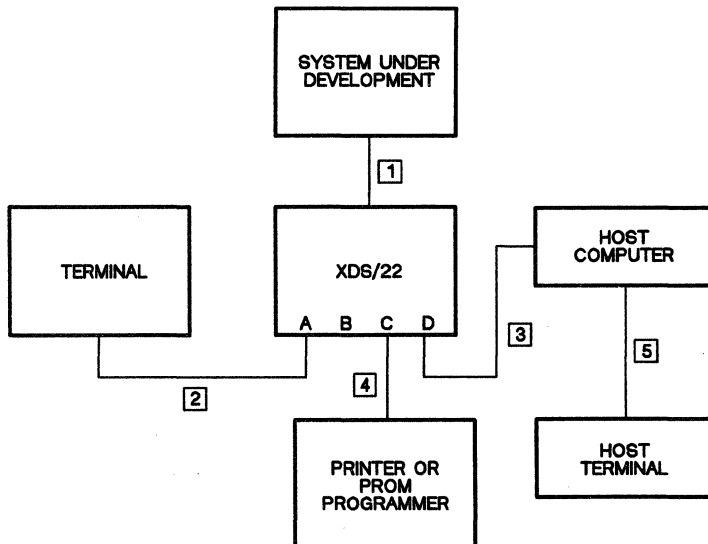 SYSTEM UNDER
DEVELOPMENT
1
TERMINAL
XDS/22
A B C D
HOST
COMPUTER
2
4
3
5
PRINTER OR
PROM
PROGRAMMER
HOST
TERMINAL